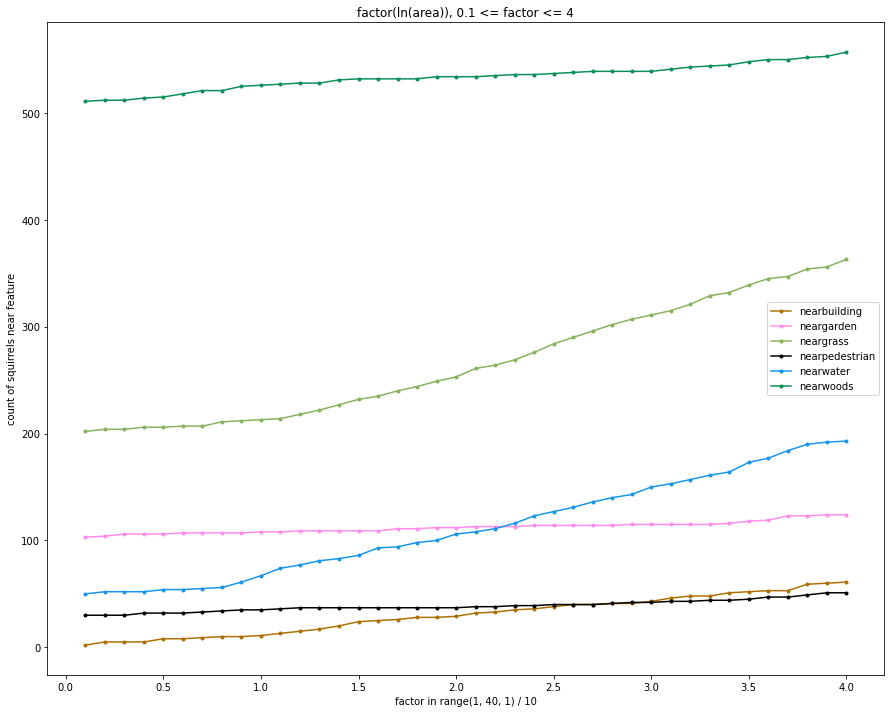 factor(ln(area)), 0.1 <= factor <= 4
count of squirrels near feature
500
400
300
200
100
0
nearbuilding
neargarden
neargrass
nearpedestrian
nearwater
nearwoods
0.0 0.5 1.0 1.5 2.0 2.5 3.0 3.5 4.0
factor in range(1, 40, 1) / 10